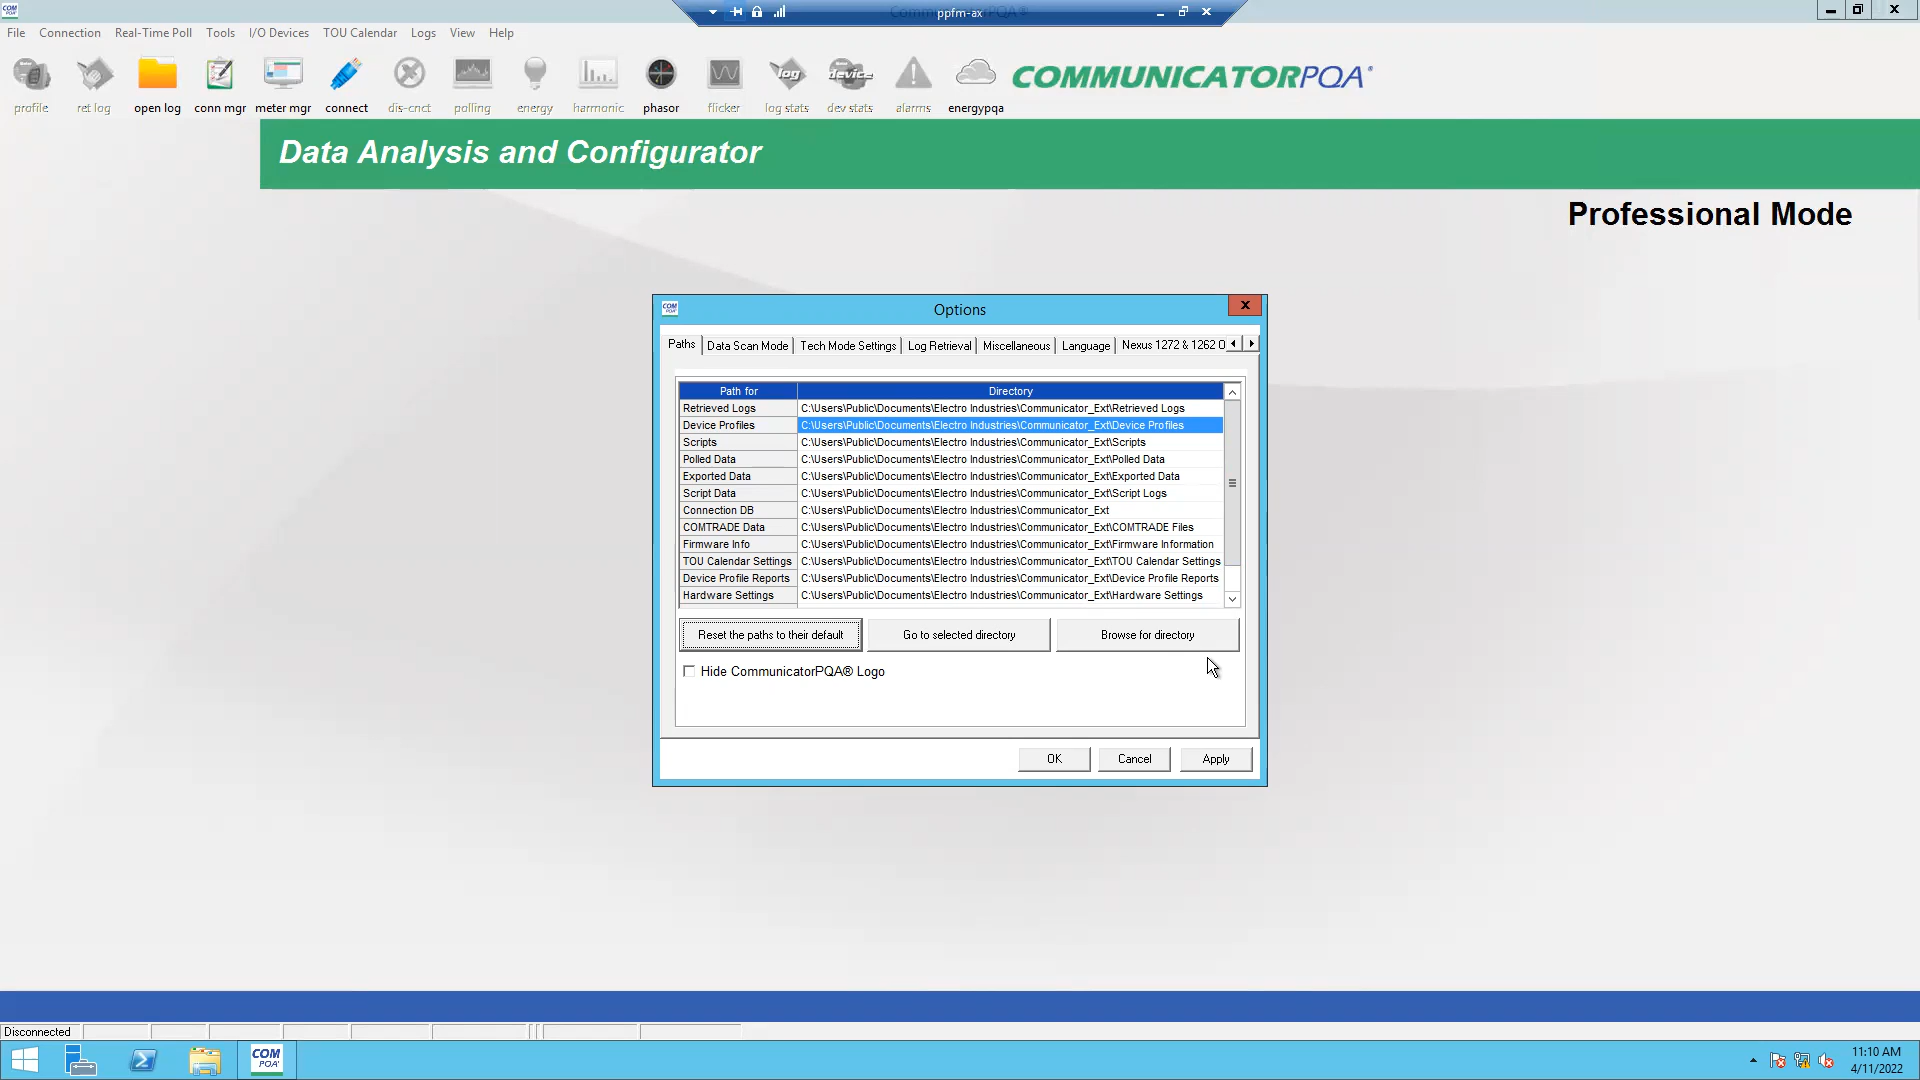 COM
PQA
ppfm-ax
File Connection Real-Time Poll Tools I/O Devices TOU Calendar Logs View Help
log device
profile ret log open log conn mgr meter mgr connect dis-cnct polling energy harmonic phasor flicker log stats dev stats alarms energypqa
COMMUNICATORPQA®
Data Analysis and Configurator
Professional Mode
COM
PQA
Options
X
Paths Data Scan Mode Tech Mode Settings Log Retrieval Miscellaneous Language Nexus 1272 & 1262 O
Path for Directory
Retrieved Logs C:\Users\Public\Documents\Electro Industries\Communicator_Ext\Retrieved Logs
Device Profiles C:\Users\Public\Documents\Electro Industries\Communicator_Ext\Device Profiles
Scripts C:\Users\Public\Documents\Electro Industries\Communicator_Ext\Scripts
Polled Data C:\Users\Public\Documents\Electro Industries\Communicator_Ext\Polled Data
Exported Data C:\Users\Public\Documents\Electro Industries\Communicator_Ext\Exported Data
Script Data C:\Users\Public\Documents\Electro Industries\Communicator_Ext\Script Logs
Connection DB C:\Users\Public\Documents\Electro Industries\Communicator_Ext
COMTRADE Data C:\Users\Public\Documents\Electro Industries\Communicator_Ext\COMTRADE Files
Firmware Info C:\Users\Public\Documents\Electro Industries\Communicator_Ext\Firmware Information
TOU Calendar Settings C:\Users\Public\Documents\Electro Industries\Communicator_Ext\TOU Calendar Settings
Device Profile Reports C:\Users\Public\Documents\Electro Industries\Communicator_Ext\Device Profile Reports
Hardware Settings C:\Users\Public\Documents\Electro Industries\Communicator_Ext\Hardware Settings
Reset the paths to their default Go to selected directory Browse for directory
Hide CommunicatorPQA® Logo
OK Cancel Apply
Disconnected
COM
PQA
11:10 AM
4/11/2022